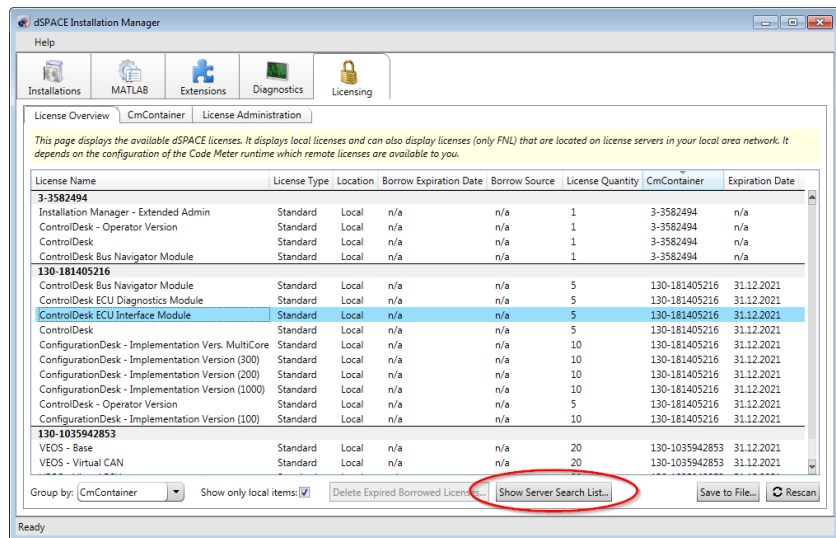 dSPACE Installation Manager
Help
Installations MATLAB Extensions Diagnostics Licensing
License Overview CmContainer License Administration
This page displays the available dSPACE licenses. It displays local licenses and can also display licenses (only FNL) that are located on license servers in your local area network. It
depends on the configuration of the Code Meter runtime which remote licenses are available to you.
License Name License Type Location Borrow Expiration Date Borrow Source License Quantity CmContainer Expiration Date
3-3582494
Installation Manager - Extended Admin Standard Local n/a n/a 1 3-3582494 n/a
ControlDesk - Operator Version Standard Local n/a n/a 1 3-3582494 n/a
ControlDesk Standard Local n/a n/a 1 3-3582494 n/a
ControlDesk Bus Navigator Module Standard Local n/a n/a 1 3-3582494 n/a
130-181405216
ControlDesk Bus Navigator Module Standard Local n/a n/a 5 130-181405216 31.12.2021
ControlDesk ECU Diagnostics Module Standard Local n/a n/a 5 130-181405216 31.12.2021
ControlDesk ECU Interface Module Standard Local n/a n/a 5 130-181405216 31.12.2021
ControlDesk Standard Local n/a n/a 5 130-181405216 31.12.2021
ConfigurationDesk - Implementation Vers. MultiCore Standard Local n/a n/a 10 130-181405216 31.12.2021
ConfigurationDesk - Implementation Version (300) Standard Local n/a n/a 10 130-181405216 31.12.2021
ConfigurationDesk - Implementation Version (200) Standard Local n/a n/a 10 130-181405216 31.12.2021
ConfigurationDesk - Implementation Version (1000) Standard Local n/a n/a 10 130-181405216 31.12.2021
ControlDesk - Operator Version Standard Local n/a n/a 5 130-181405216 31.12.2021
ConfigurationDesk - Implementation Version (100) Standard Local n/a n/a 10 130-181405216 31.12.2021
130-1035942853
VEOS - Base Standard Local n/a n/a 20 130-1035942853 31.12.2021
VEOS - Virtual CAN Standard Local n/a n/a 20 130-1035942853 31.12.2021
Group by: CmContainer Show only local items: Delete Expired Borrowed Licenses... Show Server Search List... Save to File... Rescan
Ready